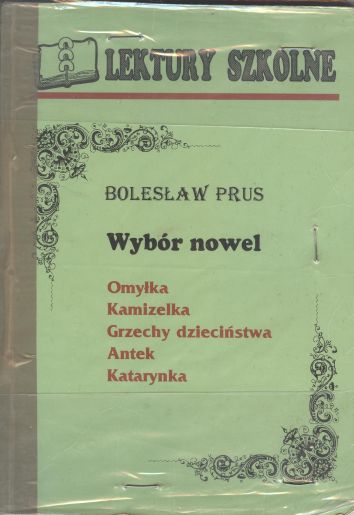 LEKTURY SZKOLNE
BOLESŁAW PRUS
Wybór nowel
Omyłka
Kamizelka
Grzechy dzieciństwa
Antek
Katarynka